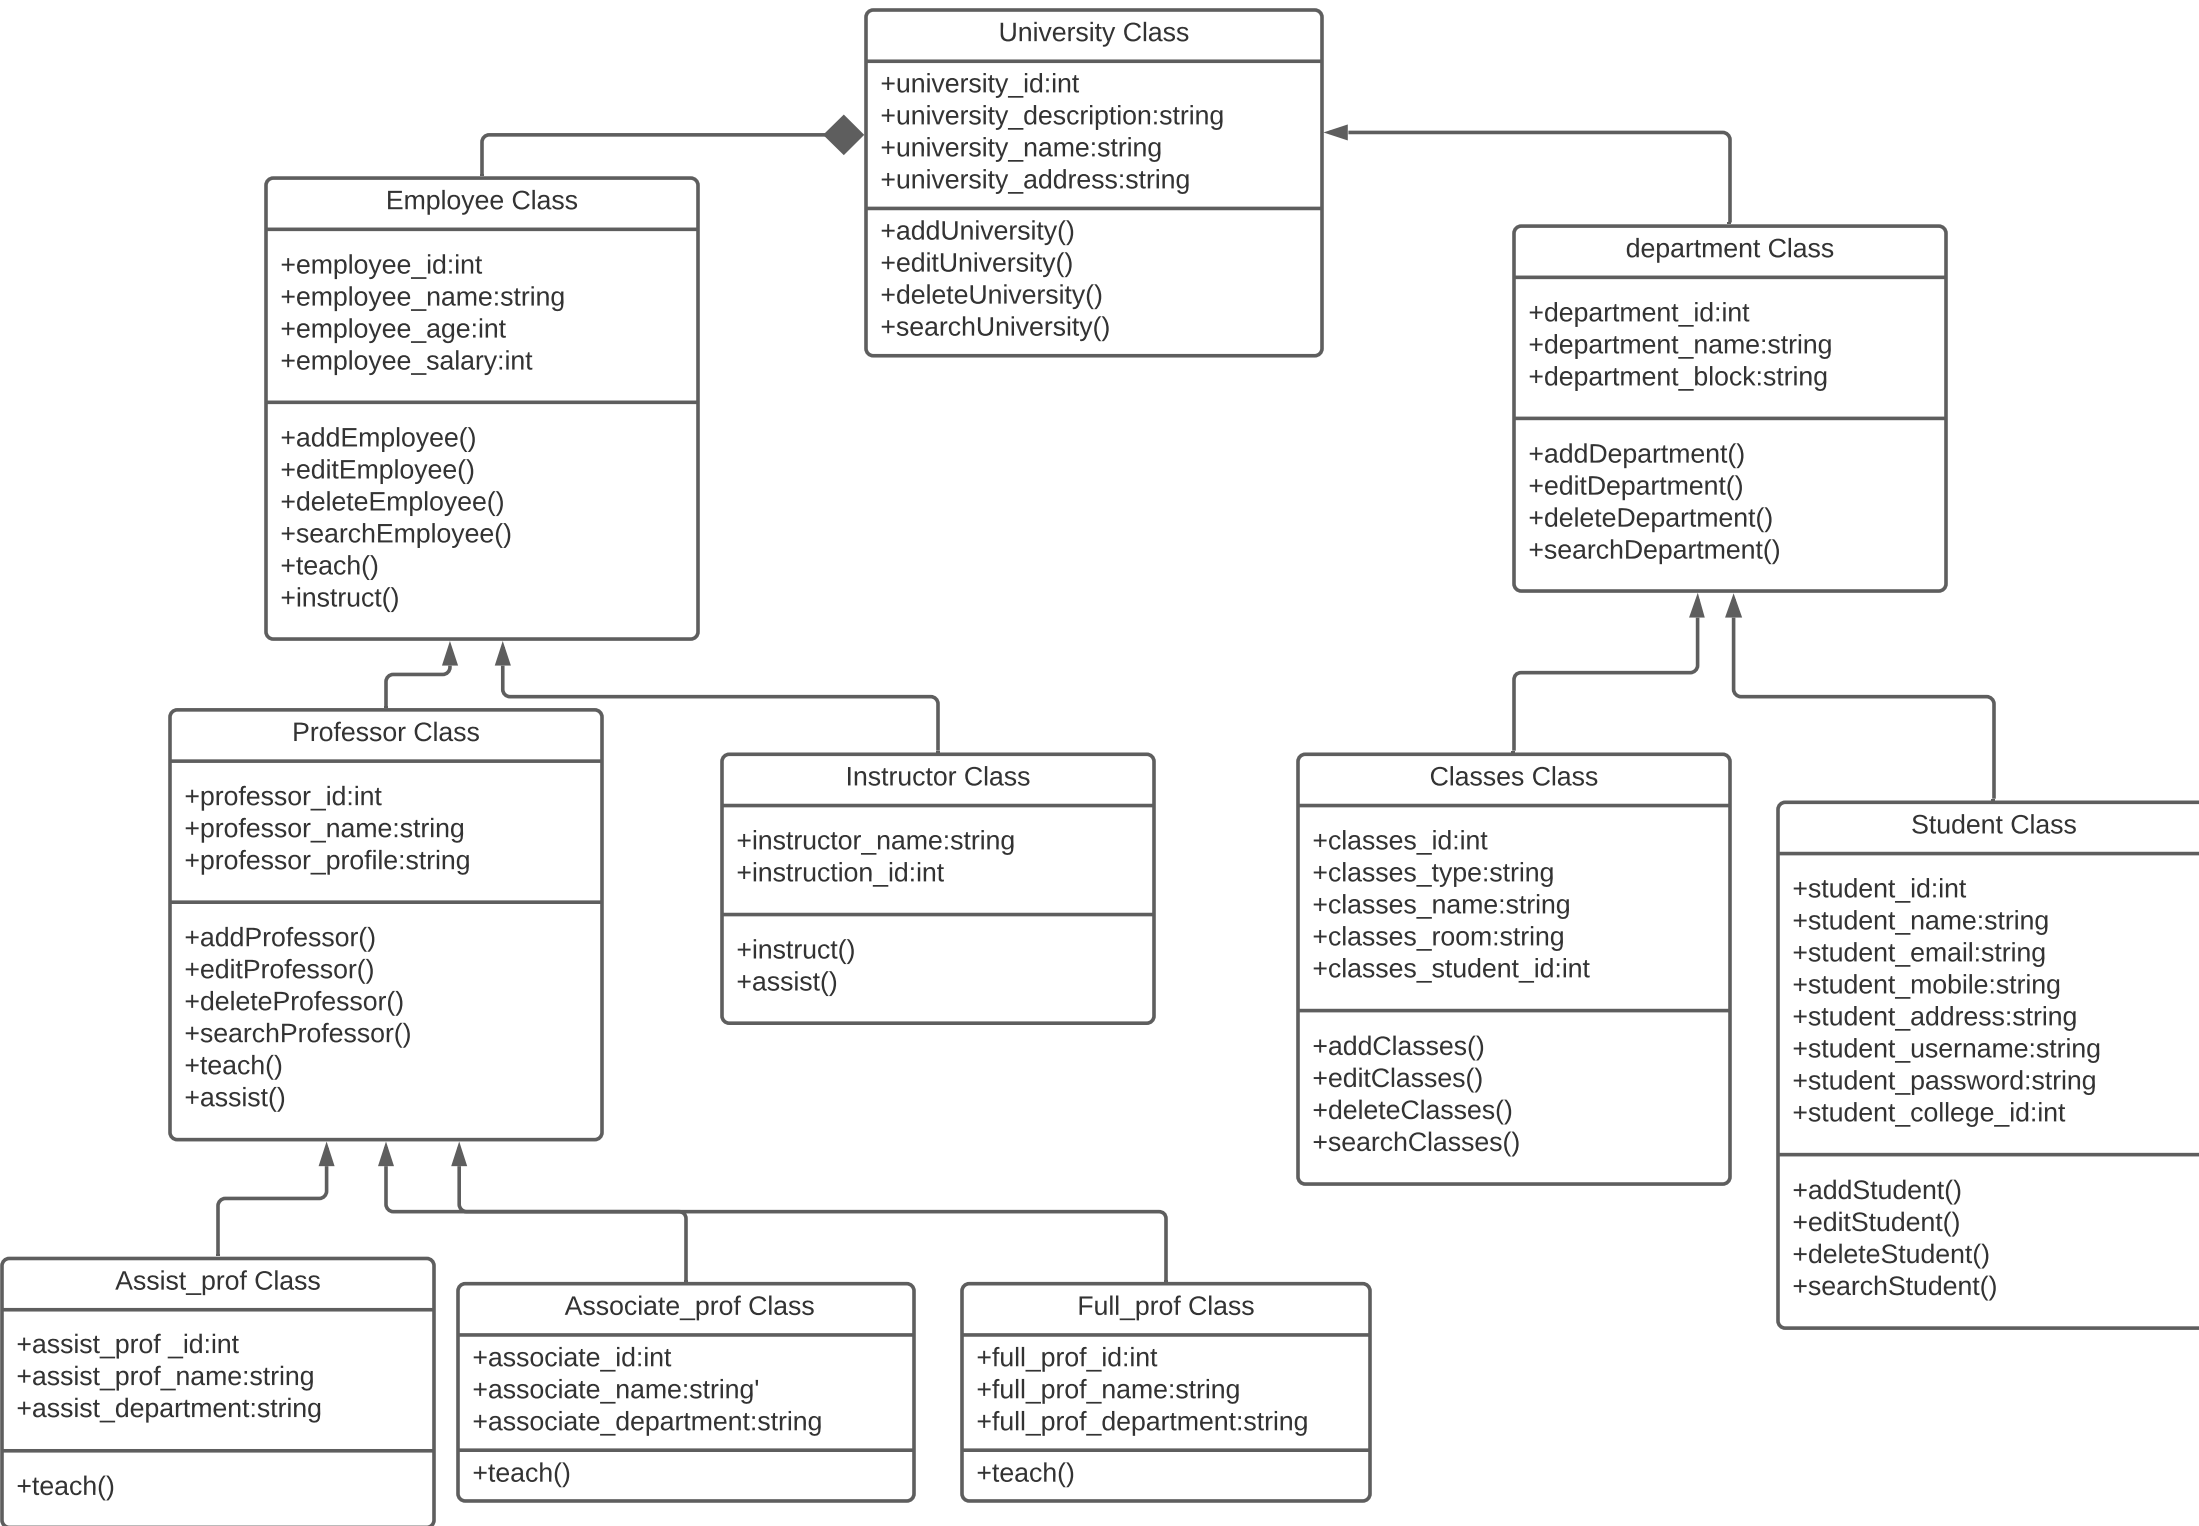 University Class
+university_id:int
+university_description:string
+university_name:string
+university_address:string
+addUniversity()
+editUniversity()
+deleteUniversity()
+searchUniversity()
Employee Class
+employee_id:int
+employee_name:string
+employee_age:int
+employee_salary:int
+addEmployee()
+editEmployee()
+deleteEmployee()
+searchEmployee()
+teach()
+instruct()
department Class
+department_id:int
+department_name:string
+department_block:string
+addDepartment()
+editDepartment()
+deleteDepartment()
+searchDepartment()
Professor Class
+professor_id:int
+professor_name:string
+professor_profile:string
+addProfessor()
+editProfessor()
+deleteProfessor()
+searchProfessor()
+teach()
+assist()
Instructor Class
+instructor_name:string
+instruction_id:int
+instruct()
+assist()
Classes Class
+classes_id:int
+classes_type:string
+classes_name:string
+classes_room:string
+classes_student_id:int
+addClasses()
+editClasses()
+deleteClasses()
+searchClasses()
Student Class
+student_id:int
+student_name:string
+student_email:string
+student_mobile:string
+student_address:string
+student_username:string
+student_password:string
+student_college_id:int
+addStudent()
+editStudent()
+deleteStudent()
+searchStudent()
Assist_prof Class
+assist_prof _id:int
+assist_prof_name:string
+assist_department:string
+teach()
Associate_prof Class
+associate_id:int
+associate_name:string'
+associate_department:string
+teach()
Full_prof Class
+full_prof_id:int
+full_prof_name:string
+full_prof_department:string
+teach()